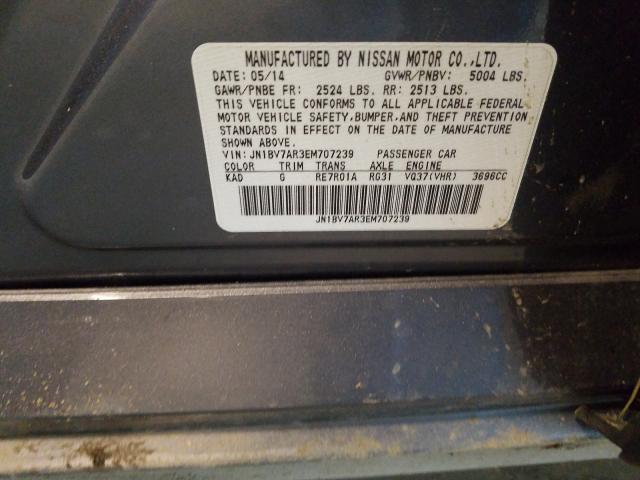 MANUFACTURED BY NISSAN MOTOR CO.,LTD.
DATE: 05/14 GVWR/PNBV: 5004 LBS.
GAWR/PNBE FR: 2524 LBS. RR: 2513 LBS.
THIS VEHICLE CONFORMS TO ALL APPLICABLE FEDERAL
MOTOR VEHICLE SAFETY,BUMPER,AND THEFT PREVENTION
STANDARDS IN EFFECT ON THE DATE OF MANUFACTURE
SHOWN ABOVE.
VIN: JN1BV7AR3EM707239 PASSENGER CAR
COLOR TRIM TRANS AXLE ENGINE
KAD G RE7R01A RG31 VQ37(VHR) 3696CC
JN1BV7AR3EM707239